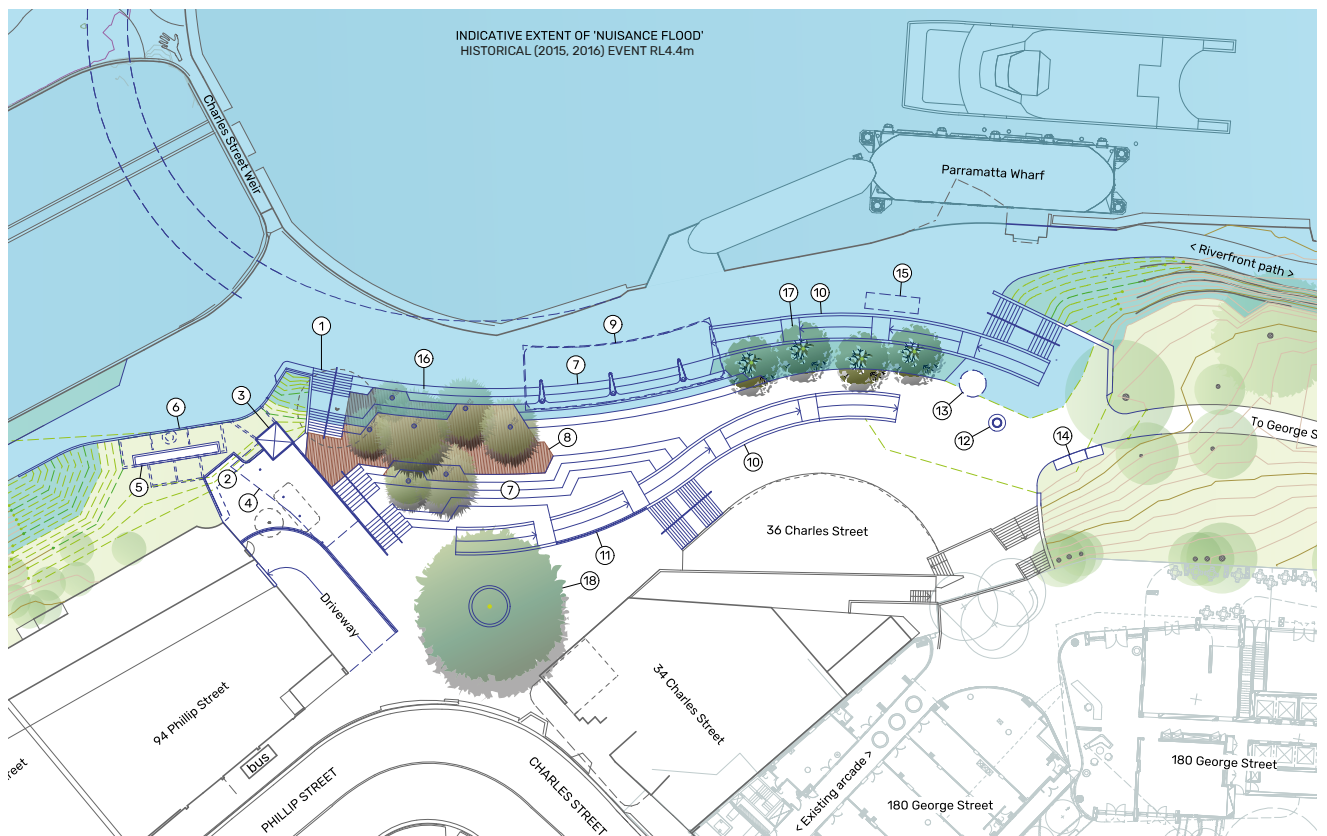 INDICATIVE EXTENT OF 'NUISANCE FLOOD'
HISTORICAL (2015, 2016) EVENT RL4.4m
Charles Street Weir
Parramatta Wharf
< Riverfront path >
15
17
10
1
9
16
7
6
3
13
12
To George S
8
14
10
2
5
4
7
36 Charles Street
11
18
Driveway
34 Charles Street
94 Phillip Street
reet
bus
PHILLIP STREET
CHARLES STREET
< Existing arcade >
180 George Street
180 George Street